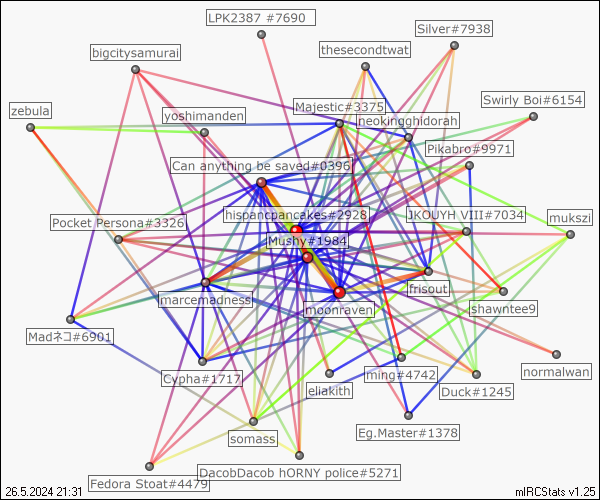 LPK2387 #7690
Silver#7938
bigcitysamurai
thesecondtwat
zebula
yoshimanden
Majestic#3375
neokingghidorah
Swirly Boi#6154
Pikabro#9971
Can anything be saved#0396
Pocket Persona#3326
hispancpancakes#2928
JKOUYH VIII#7034
mukszi
Mushy#1984
marcemadness
moonraven
frisout
shawntee9
Madネコ#6901
Cypha#1717
eliakith
ming#4742
Duck#1245
normalwan
somass
Eg.Master#1378
Fedora Stoat#4479
DacobDacob hORNY police#5271
26.5.2024 21:31
mIRCStats v1.25